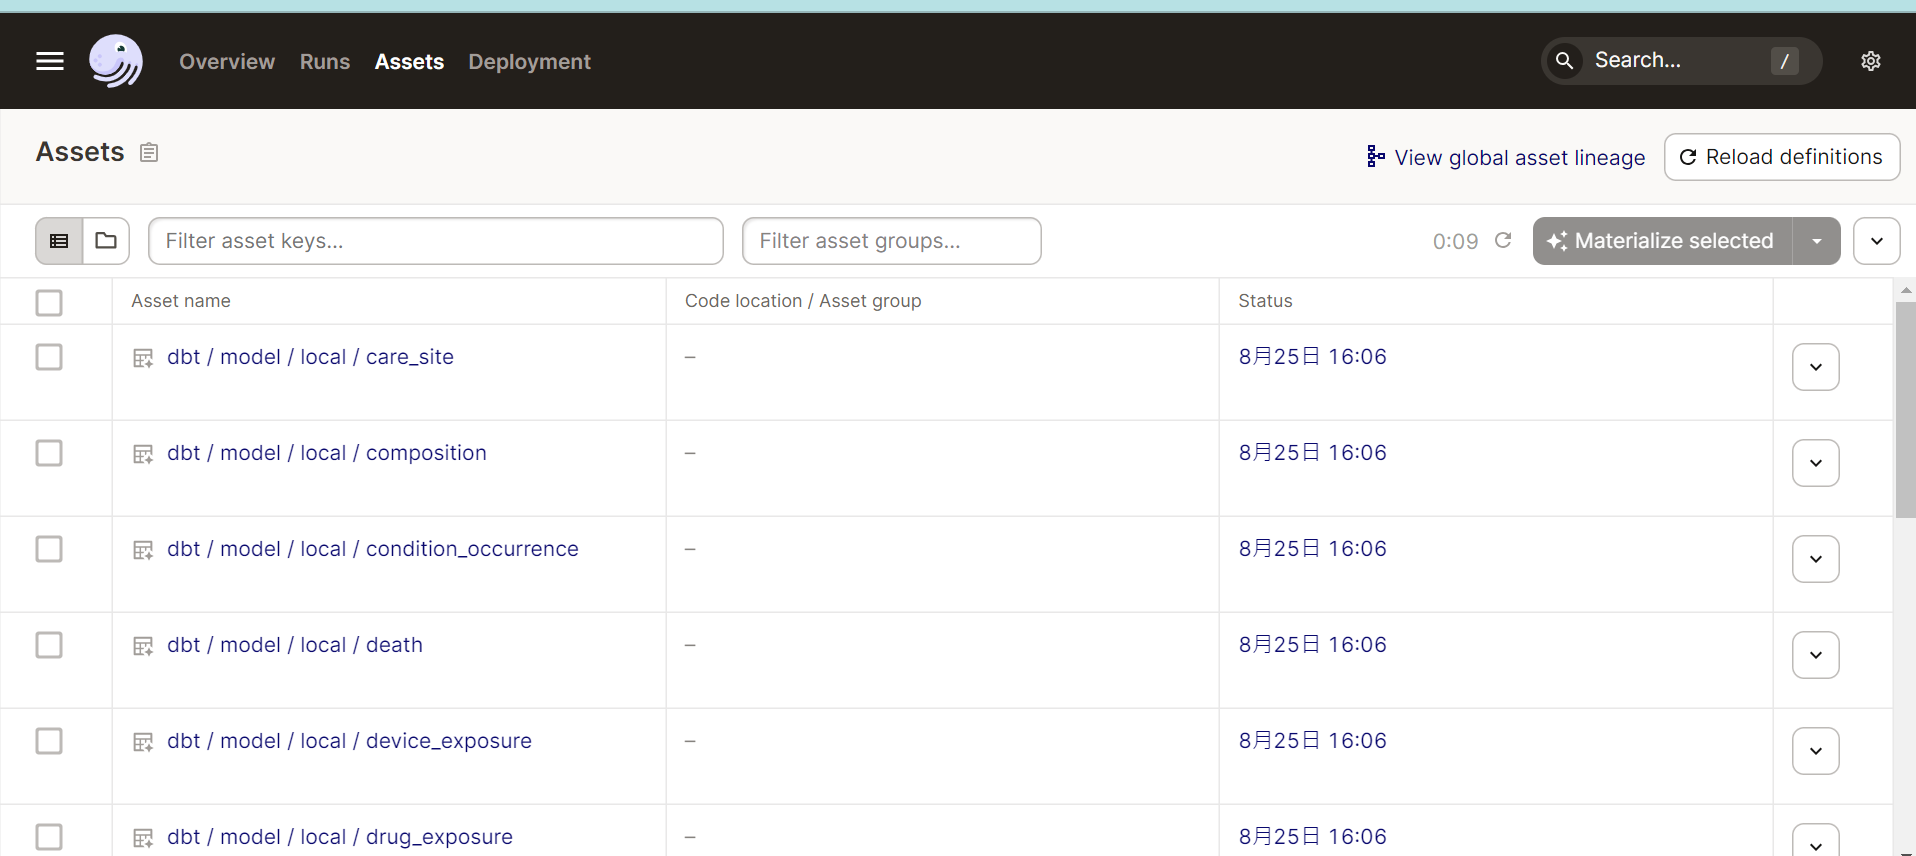 Overview Runs Assets Deployment
Search... /
Assets
View global asset lineage
Reload definitions
Filter asset keys...
Filter asset groups...
0:09
Materialize selected
Asset name
Code location / Asset group
Status
dbt / model / local / care_site
–
8月25日 16:06
dbt / model / local / composition
–
8月25日 16:06
dbt / model / local / condition_occurrence
–
8月25日 16:06
dbt / model / local / death
–
8月25日 16:06
dbt / model / local / device_exposure
–
8月25日 16:06
dbt / model / local / drug_exposure
–
8月25日 16:06